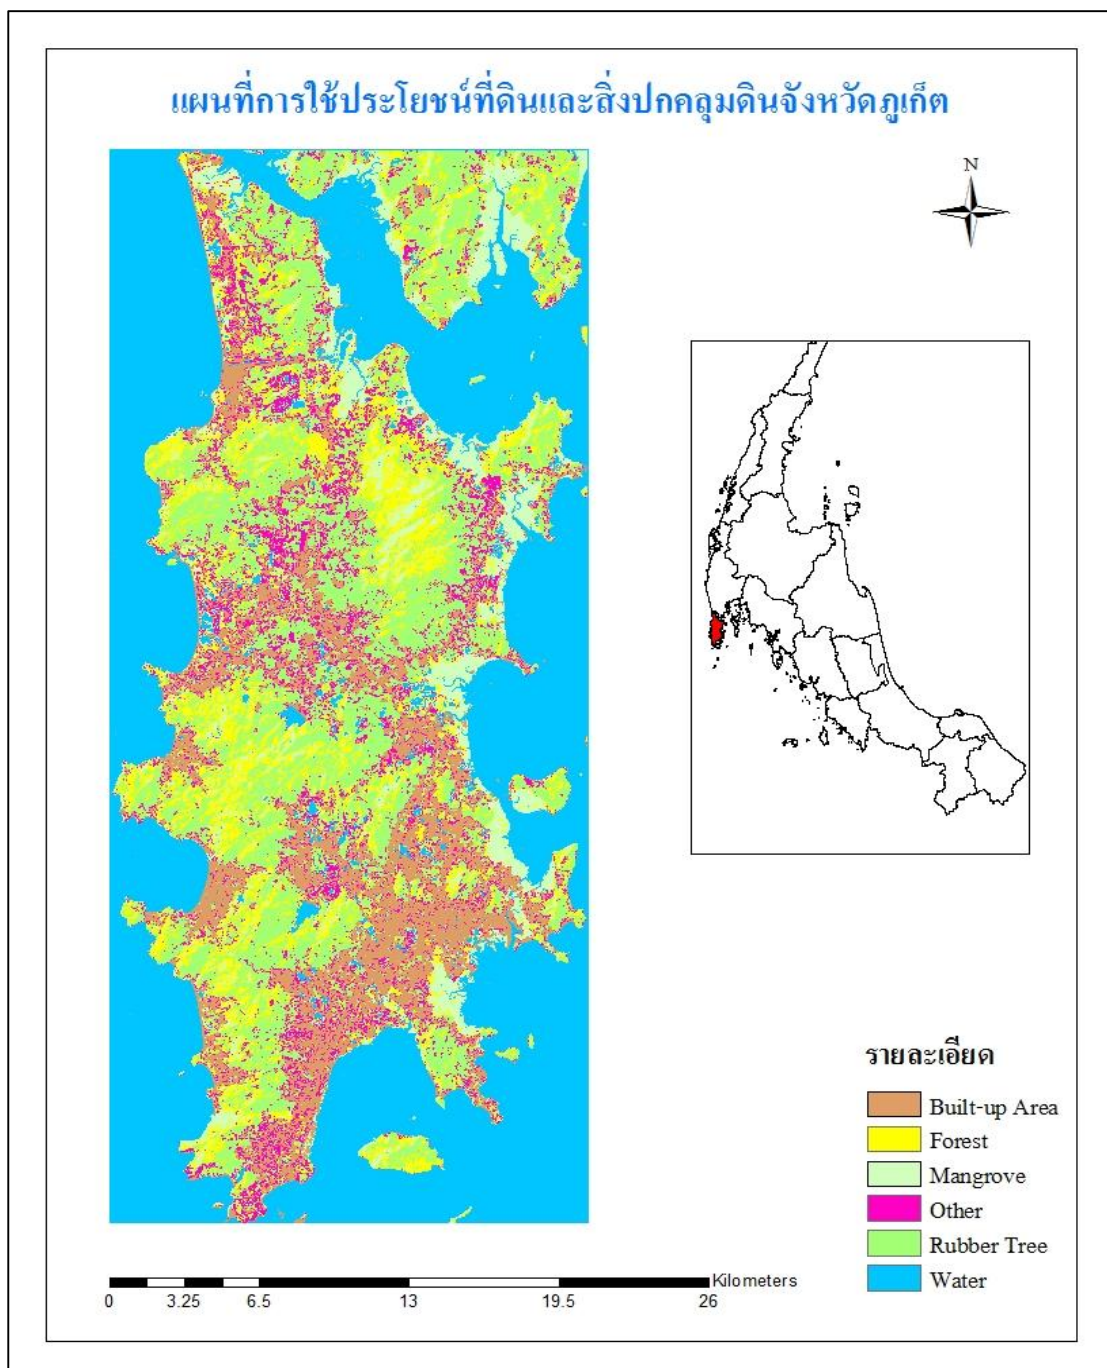 แผนที่การใช้ประโยชน์ที่ดินและสิ่งปกคลุมดินจังหวัดภูเก็ต
N
รายละเอียด
Built-up Area
Forest
Mangrove
Other
Rubber Tree
Water
Kilometers
0 3.25 6.5 13 19.5 26